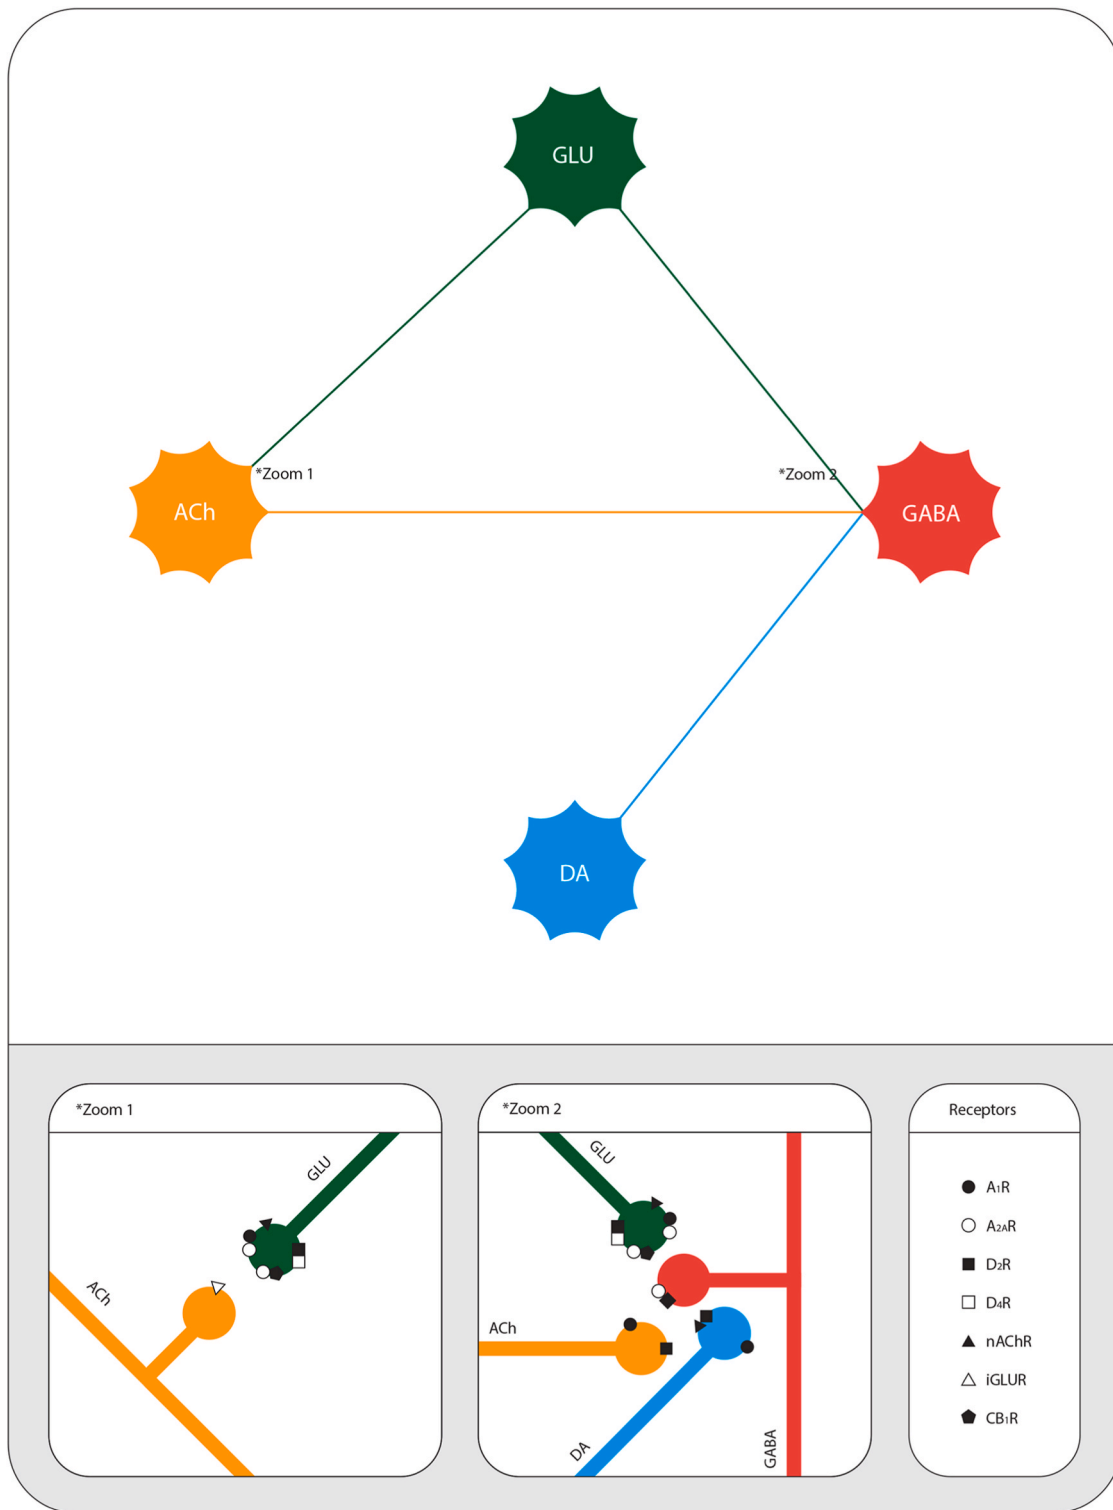 GLU
*Zoom 1
*Zoom 2
ACh
GABA
DA
*Zoom 1
*Zoom 2
Receptors
GLU
GLU
A1R
A2AR
D2R
ACh
D4R
ACh
nAChR
iGLUR
CB1R
DA
GABA